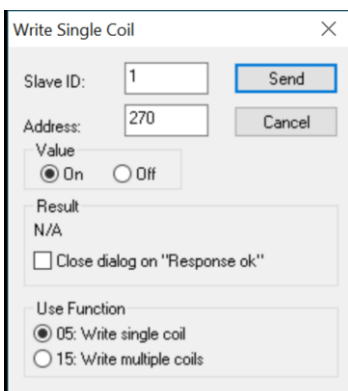 Write Single Coil
Slave ID: 1 Send
Address: 270 Cancel
Value
On Off
Result
N/A
Close dialog on "Response ok"
Use Function
05: Write single coil
15: Write multiple coils